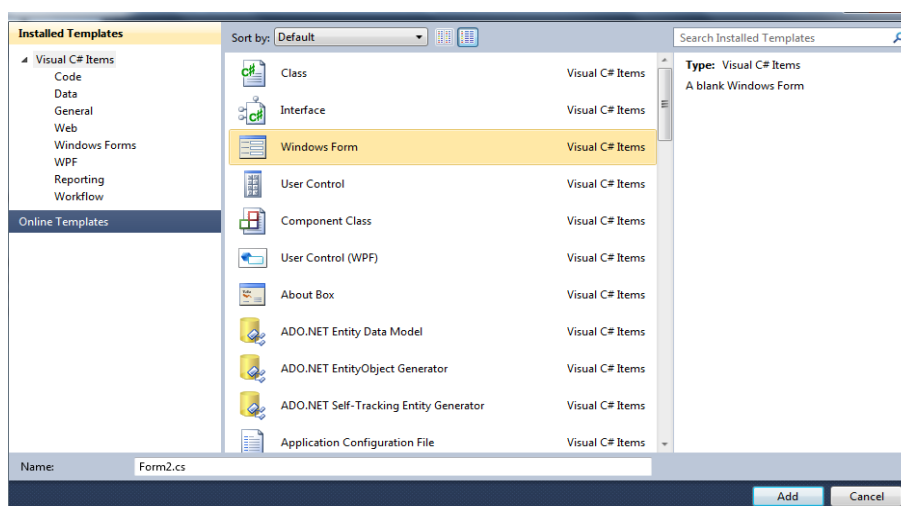 Installed Templates
Sort by: Default
Search Installed Templates
Visual C# Items
Code
Data
General
Web
Windows Forms
WPF
Reporting
Workflow
Online Templates
Class Visual C# Items
Interface Visual C# Items
Windows Form Visual C# Items
User Control Visual C# Items
Component Class Visual C# Items
User Control (WPF) Visual C# Items
About Box Visual C# Items
ADO.NET Entity Data Model Visual C# Items
ADO.NET EntityObject Generator Visual C# Items
ADO.NET Self-Tracking Entity Generator Visual C# Items
Application Configuration File Visual C# Items
Type: Visual C# Items
A blank Windows Form
Name: Form2.cs
Add Cancel